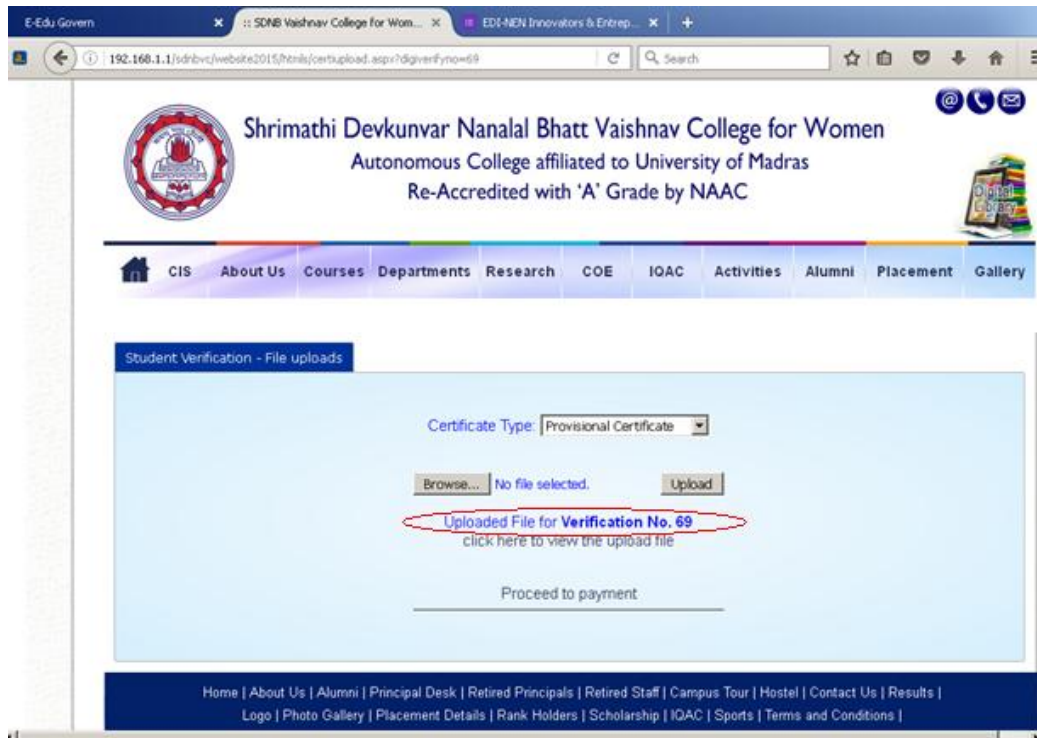 E-Edu Govern
:: SDNB Vaishnav College for Wom...
EDI-NEN Innovators & Entrep...
192.168.1.1/sdnbvc/website2015/htmls/certiupload.aspx?digiverifyno=69
Search
Shrimathi Devkunvar Nanalal Bhatt Vaishnav College for Women
Autonomous College affiliated to University of Madras
Re-Accredited with ‘A’ Grade by NAAC
Digital
Library
CIS About Us Courses Departments Research COE IQAC Activities Alumni Placement Gallery
Student Verification - File uploads
Certificate Type: Provisional Certificate
Browse... No file selected. Upload
Uploaded File for Verification No. 69
click here to view the upload file
Proceed to payment
Home | About Us | Alumni | Principal Desk | Retired Principals | Retired Staff | Campus Tour | Hostel | Contact Us | Results |
Logo | Photo Gallery | Placement Details | Rank Holders | Scholarship | IQAC | Sports | Terms and Conditions |